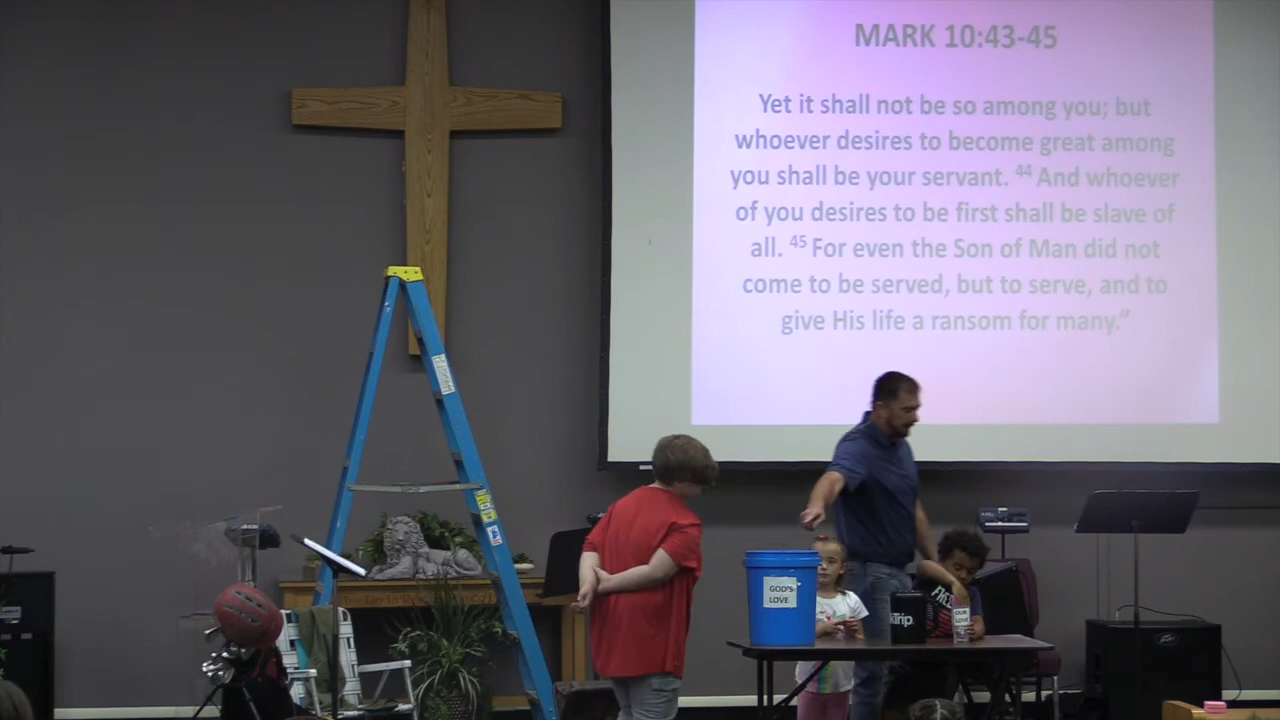 MARK 10:43-45
Yet it shall not be so among you; but
whoever desires to become great among
you shall be your servant. 44 And whoever
of you desires to be first shall be slave of
all. 45 For even the Son of Man did not
come to be served, but to serve, and to
give His life a ransom for many.”
GOD'S
LOVE
kTrip.
FREE
OUR
LOVE